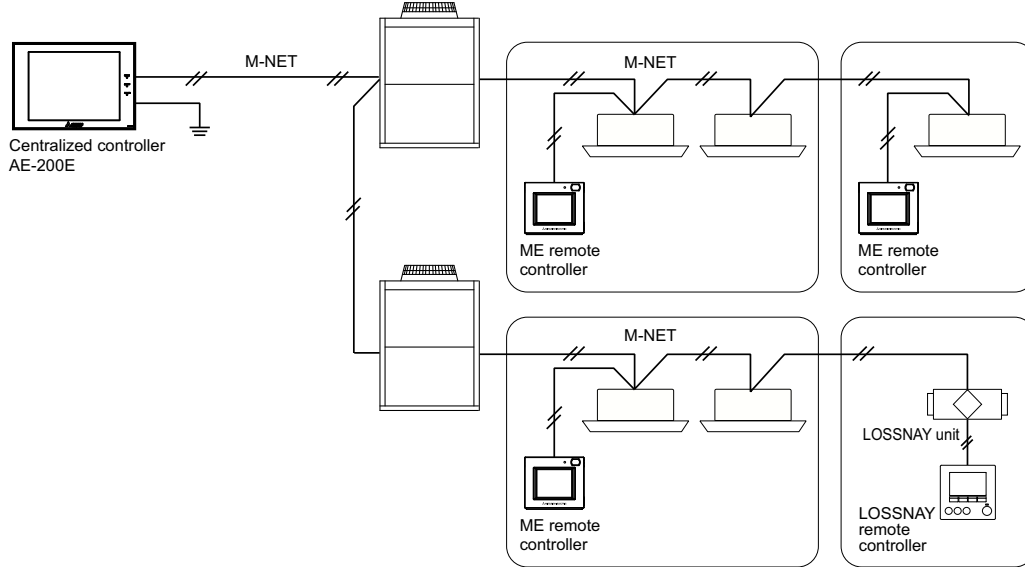 M-NET
M-NET
Centralized controller
AE-200E
ME remote
controller
ME remote
controller
M-NET
LOSSNAY unit
ME remote
controller
LOSSNAY
remote
controller